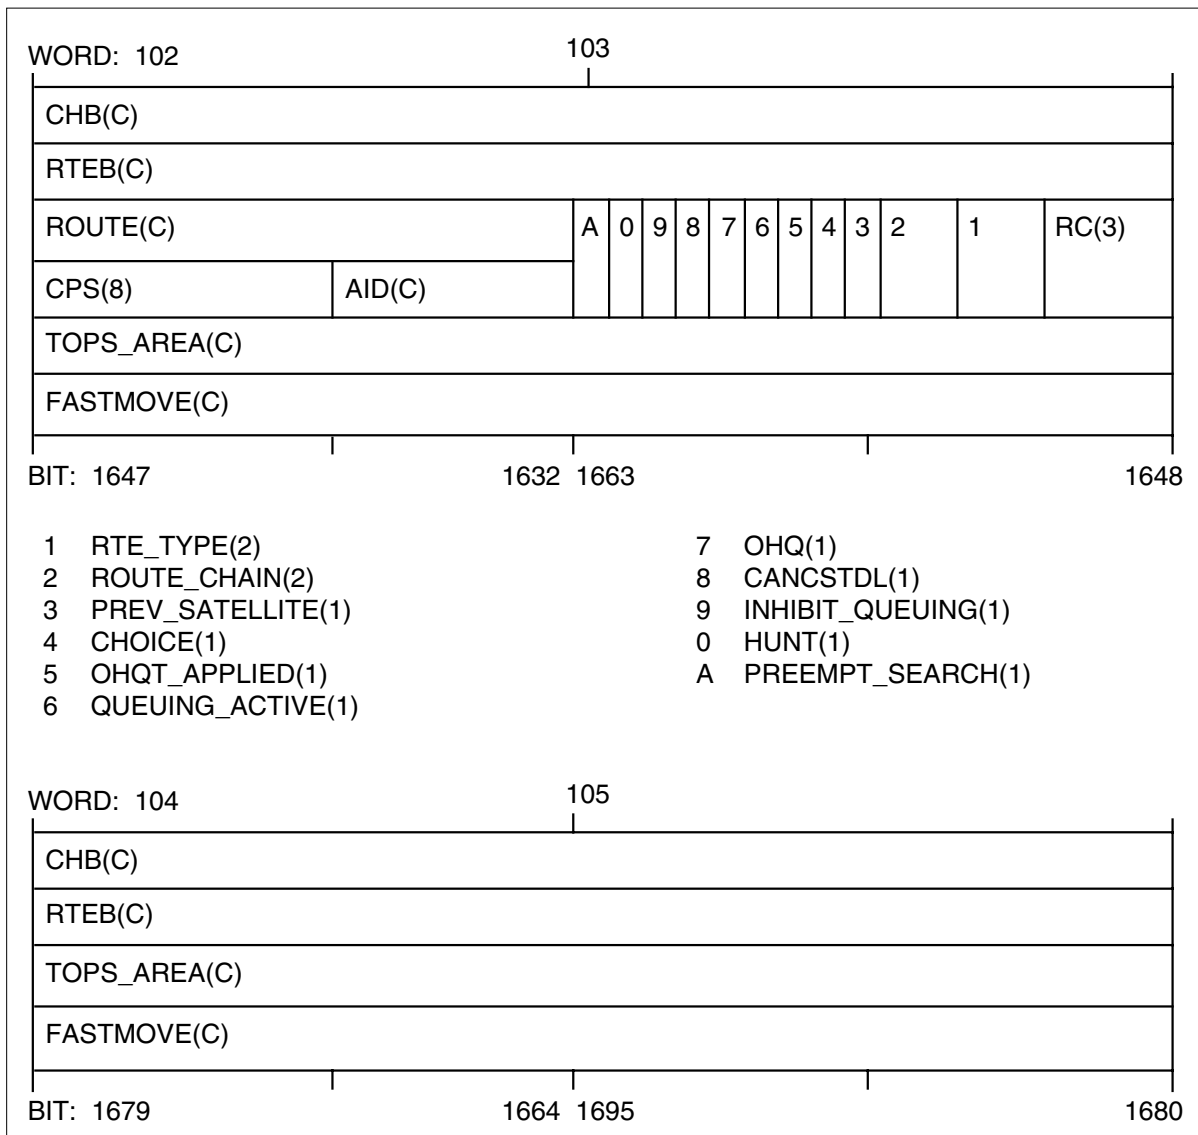 WORD: 102 103
CHB(C)
RTEB(C)
ROUTE(C) A 0 9 8 7 6 5 4 3 2 1 RC(3)
CPS(8) AID(C)
TOPS_AREA(C)
FASTMOVE(C)
BIT: 1647 1632 1663 1648
1 RTE_TYPE(2) 7 OHQ(1)
2 ROUTE_CHAIN(2) 8 CANCSTDL(1)
3 PREV_SATELLITE(1) 9 INHIBIT_QUEUING(1)
4 CHOICE(1) 0 HUNT(1)
5 OHQT_APPLIED(1) A PREEMPT_SEARCH(1)
6 QUEUING_ACTIVE(1)
WORD: 104 105
CHB(C)
RTEB(C)
TOPS_AREA(C)
FASTMOVE(C)
BIT: 1679 1664 1695 1680